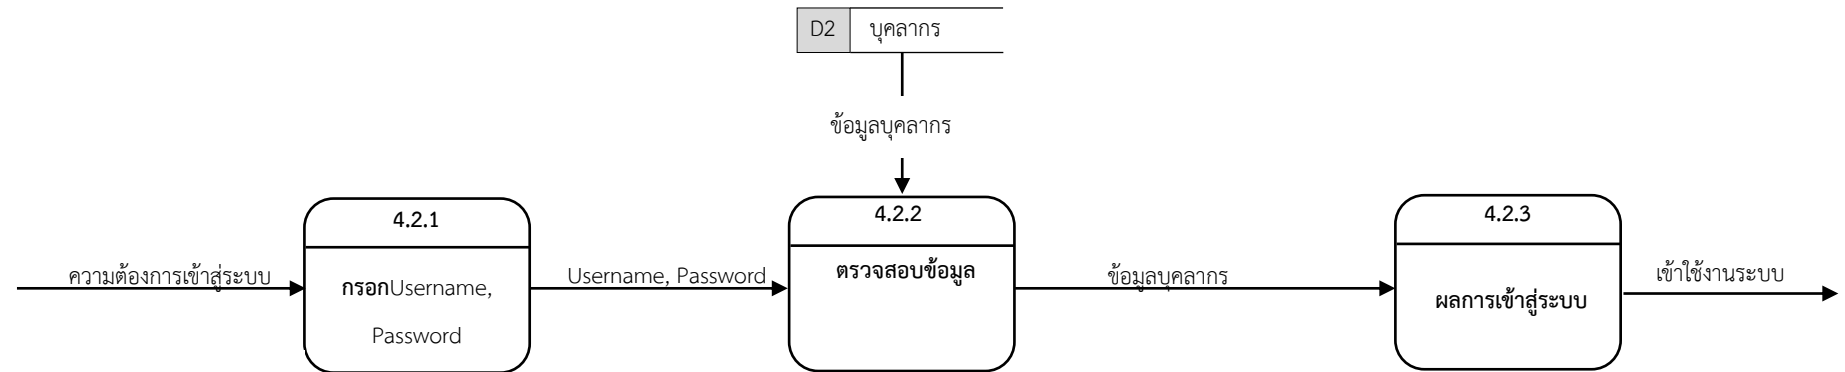 D2 บุคลากร
ข้อมูลบุคลากร
4.2.1
4.2.2
4.2.3
ความต้องการเข้าสู่ระบบ
กรอกUsername,
Password
Username, Password
ตรวจสอบข้อมูล
ข้อมูลบุคลากร
ผลการเข้าสู่ระบบ
เข้าใช้งานระบบ